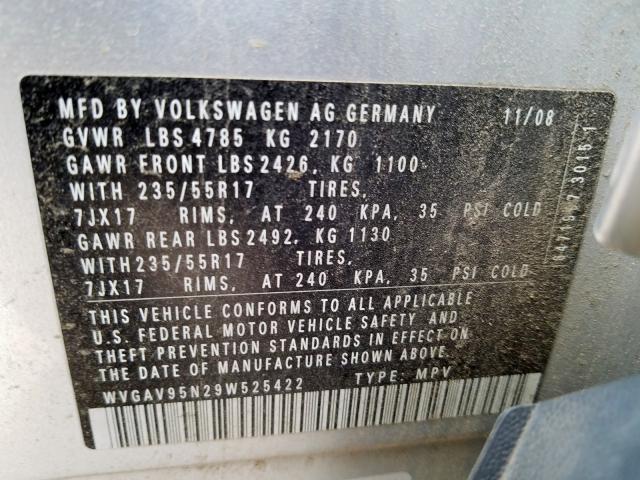 MFD BY VOLKSWAGEN AG GERMANY 11/08
GVWR LBS 4785 KG 2170
GAWR FRONT LBS 2426, KG 1100
WITH 235/55R17 TIRES,
7JX17 RIMS, AT 240 KPA, 35 PSI COLD
GAWR REAR LBS 2492, KG 1130
WITH 235/55R17 TIRES,
7JX17 RIMS, AT 240 KPA, 35 PSI COLD
THIS VEHICLE CONFORMS TO ALL APPLICABLE
U.S. FEDERAL MOTOR VEHICLE SAFETY AND
THEFT PREVENTION STANDARDS IN EFFECT ON
THE DATE OF MANUFACTURE SHOWN ABOVE.
WVGAV95N29W525422 TYPE: MPV